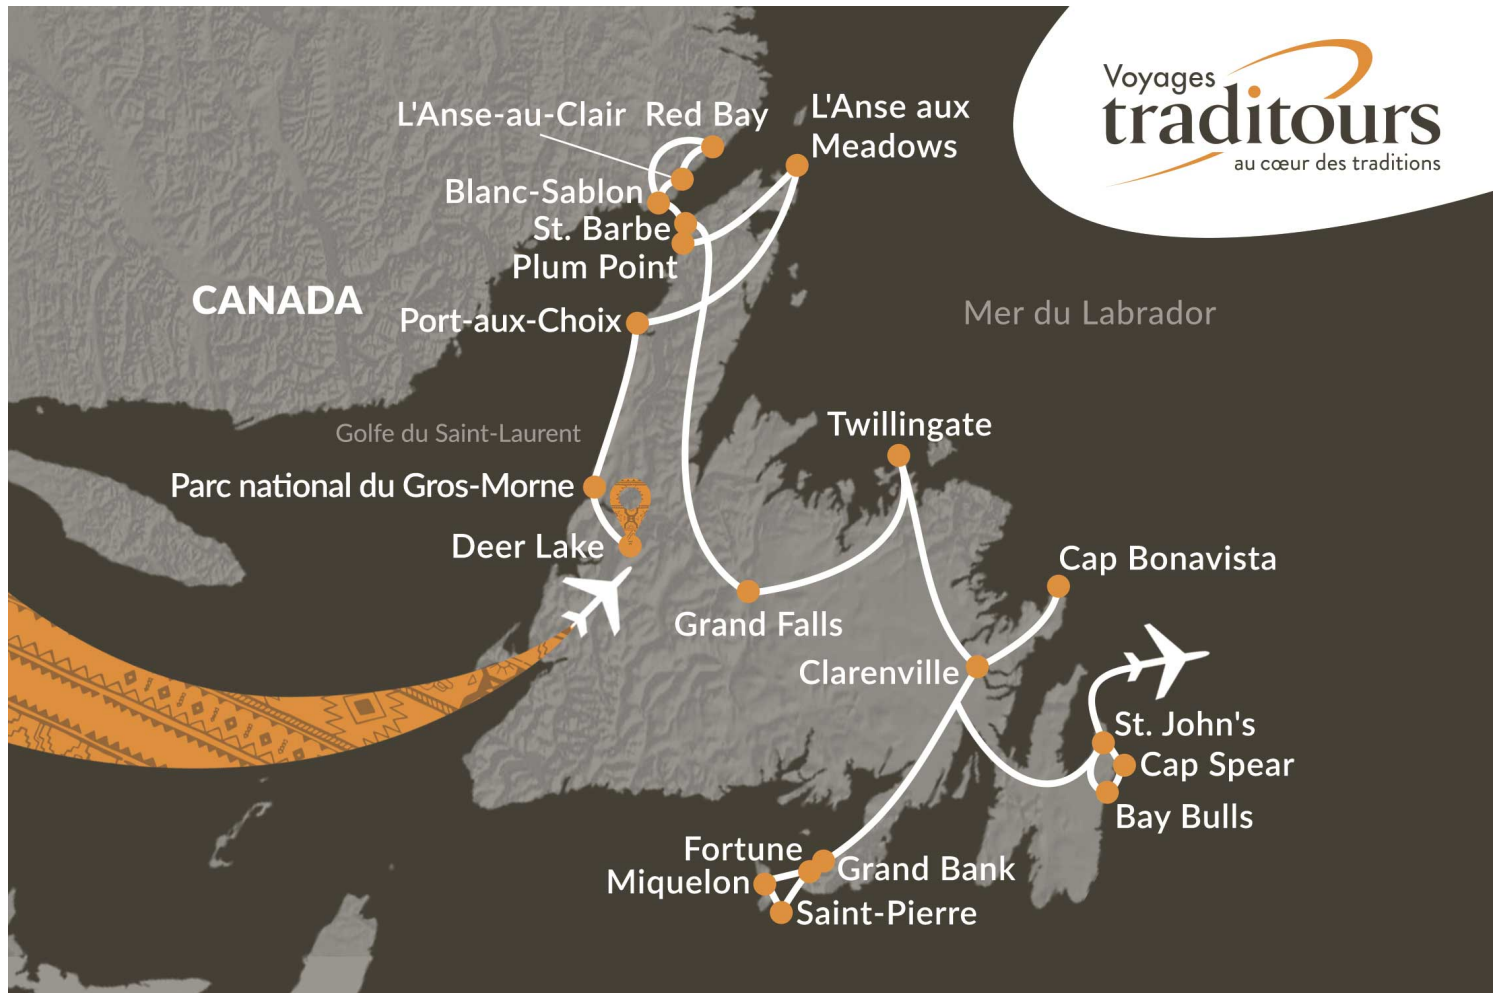 Voyages
traditours
au cœur des traditions
L'Anse-au-Clair
Red Bay
L'Anse aux
Meadows
Blanc-Sablon
St. Barbe
Plum Point
CANADA
Port-aux-Choix
Mer du Labrador
Golfe du Saint-Laurent
Twillingate
Parc national du Gros-Morne
Deer Lake
Cap Bonavista
Grand Falls
Clarenville
St. John's
Cap Spear
Bay Bulls
Fortune
Grand Bank
Miquelon
Saint-Pierre